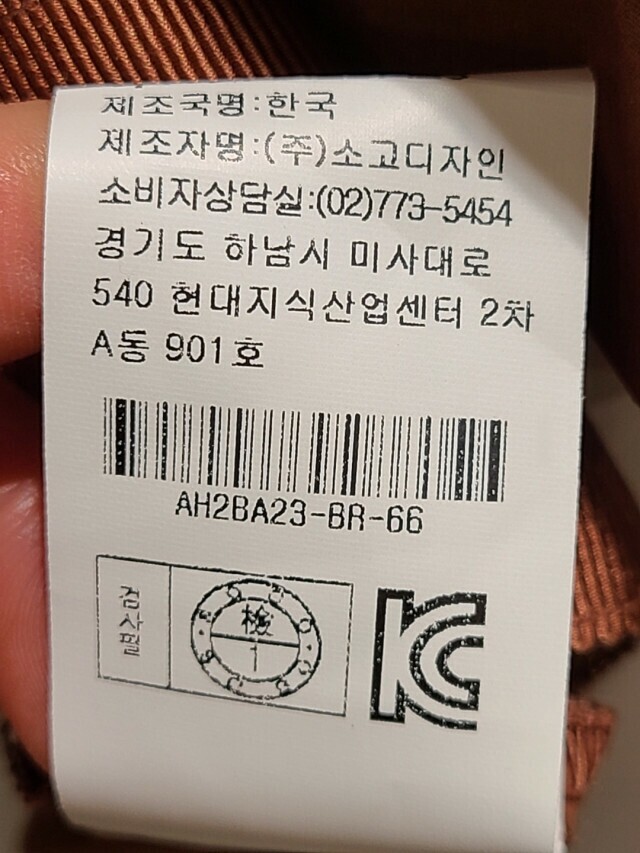 제조국명:한국
제조자명:(주)소고디자인
소비자상담실:(02)773-5454
경기도 하남시 미사대로
540 현대지식산업센터 2차
A동 901호
AH2BA23-BR-66
검사필
檢
1
KC